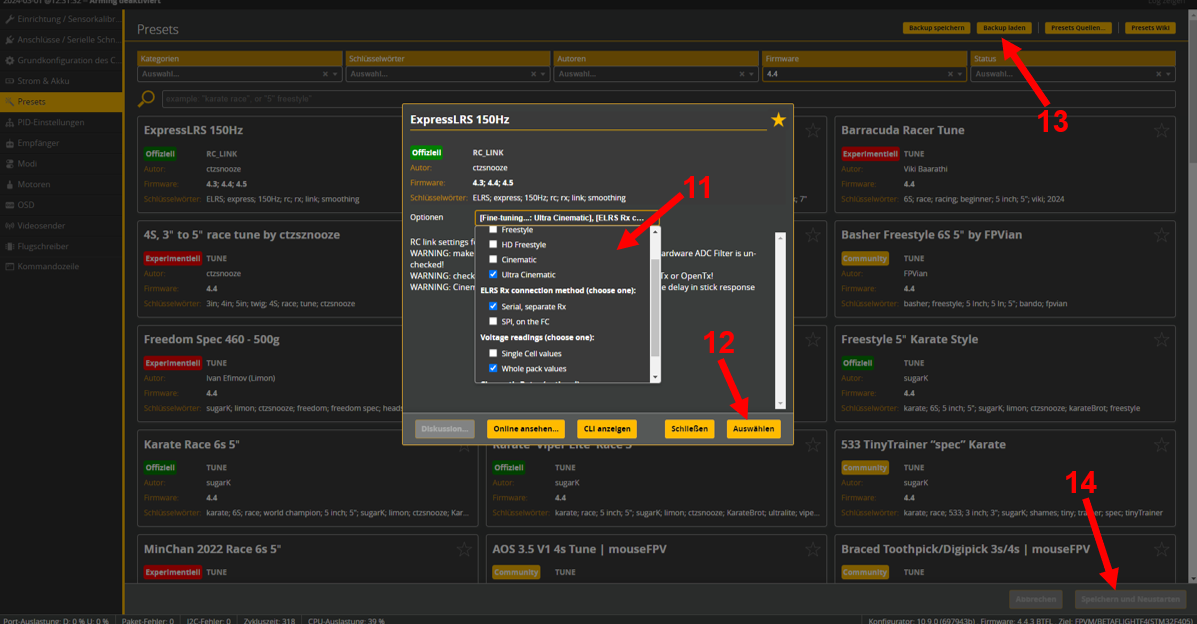 2024-03-01 @12:51:52 -- Arming deaktiviert
Log zeigen
Einrichtung / Sensorkalibr...
Anschlüsse / Serielle Schn...
Grundkonfiguration des C...
Strom & Akku
Presets
PID-Einstellungen
Empfänger
Modi
Motoren
OSD
Videosender
Flugschreiber
Kommandozeile
Presets
Backup speichern
Backup laden
Presets Quellen...
Presets Wiki
13
Kategorien
Auswahl...
Schlüsselwörter
Auswahl...
Autoren
Auswahl...
Firmware
4.4
Status
Auswahl...
example: "karate race", or "5" freestyle"
ExpressLRS 150Hz
Offiziell RC_LINK
Autor: ctzsnooze
Firmware: 4.3; 4.4; 4.5
Schlüsselwörter: ELRS; express; 150Hz; rc; rx; link; smoothing
7"
Barracuda Racer Tune
Experimentiell TUNE
Autor: Viki Baarathi
Firmware: 4.4
Schlüsselwörter: 6S; race; racing; beginner; 5 inch; 5"; viki; 2024
4S, 3" to 5" race tune by ctzsnooze
Experimentiell TUNE
Autor: ctzsnooze
Firmware: 4.4
Schlüsselwörter: 3in; 4in; 5in; twig; 4S; race; tune; ctzsnooze
Basher Freestyle 6S 5" by FPVian
Community TUNE
Autor: FPVian
Firmware: 4.4
Schlüsselwörter: basher; freestyle; 5 Inch; 5 In; 5"; bando; fpvian
Freedom Spec 460 - 500g
Experimentiell TUNE
Autor: Ivan Efimov (Limon)
Firmware: 4.4
Schlüsselwörter: sugarK; limon; ctzsnooze; freedom; freedom spec; heads
Freestyle 5" Karate Style
Offiziell TUNE
Autor: sugarK
Firmware: 4.4
Schlüsselwörter: karate; 6S; 5 inch; 5"; sugarK; limon; ctzsnooze; karateBrot; freestyle
Karate Race 6s 5"
Offiziell TUNE
Autor: sugarK
Firmware: 4.4
Schlüsselwörter: karate; 6S; race; world champion; 5 inch; 5"; sugarK; limon; ctzsnooze; Kar...
Karate "Viper Lite" Race 5"
Offiziell TUNE
Autor: sugarK
Firmware: 4.4
Schlüsselwörter: karate; race; 5 inch; 5"; sugarK; limon; ctzsnooze; KarateBrot; ultralite; vipe...
533 TinyTrainer "spec" Karate
Community TUNE
Autor: sugarK
Firmware: 4.4
Schlüsselwörter: karate; race; 533; 3 inch; 3"; sugarK; shames; tiny; trainer; spec; tinyTrainer
MinChan 2022 Race 6s 5"
Experimentiell TUNE
AOS 3.5 V1 4s Tune | mouseFPV
Community TUNE
Braced Toothpick/Digipick 3s/4s | mouseFPV
Community TUNE
ExpressLRS 150Hz
Offiziell RC_LINK
Autor: ctzsnooze
Firmware: 4.3; 4.4; 4.5
Schlüsselwörter: ELRS; express; 150Hz; rc; rx; link; smoothing
11
Optionen [Fine-tuning...: Ultra Cinematic], [ELRS Rx c...
Freestyle
HD Freestyle
Cinematic
Ultra Cinematic
ELRS Rx connection method (choose one):
Serial, separate Rx
SPI, on the FC
Voltage readings (choose one):
Single Cell values
Whole pack values
RC link settings f
WARNING: make ardware ADC Filter is un-
checked!
WARNING: check Tx or OpenTx!
WARNING: Cinem e delay in stick response
12
Diskussion...
Online ansehen...
CLI anzeigen
Schließen
Auswählen
14
Abbrechen
Speichern und Neustarten
Port-Auslastung: D: 0 % U: 0 %
Paket-Fehler: 0
I2C-Fehler: 0
Zykluszeit: 318
CPU-Auslastung: 39 %
Konfigurator: 10.9.0 (697943b)
Firmware: 4.4.3 BTFL
Ziel: FPVM/BETAFLIGHTF4(STM32F405)